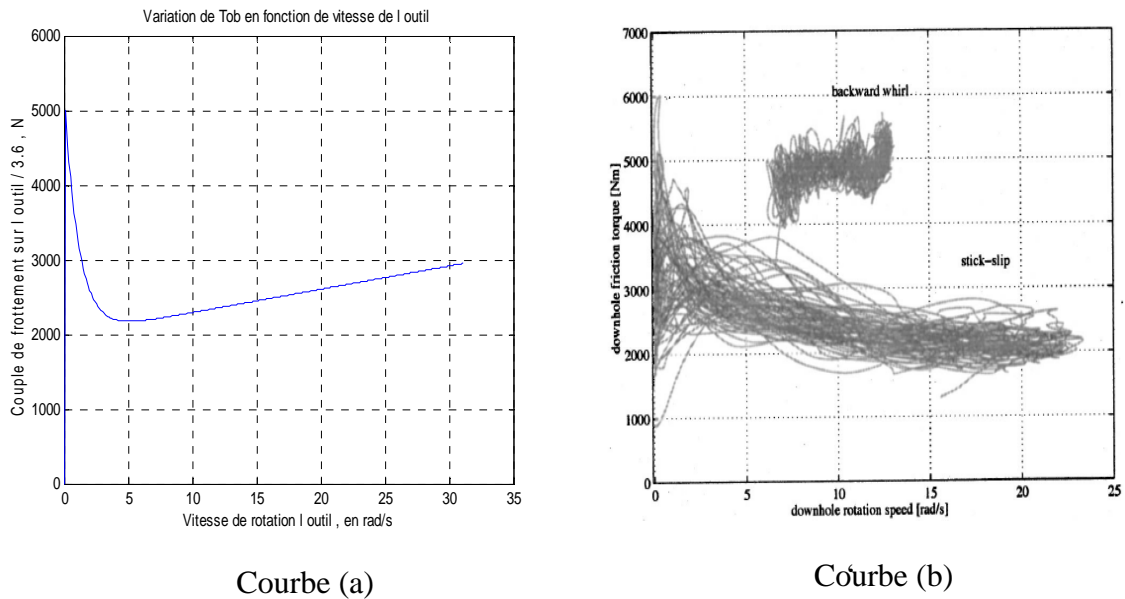 Variation de Tob en fonction de vitesse de l outil
Couple de frottement sur l outil / 3.6 , N
6000
5000
4000
3000
2000
1000
0
0 5 10 15 20 25 30 35
Vitesse de rotation l outil , en rad/s
Courbe (a)
downhole friction torque [Nm]
7000
6000
5000
4000
3000
2000
1000
0
backward whirl
stick-slip
0 5 10 15 20 25
downhole rotation speed [rad/s]
Courbe (b)